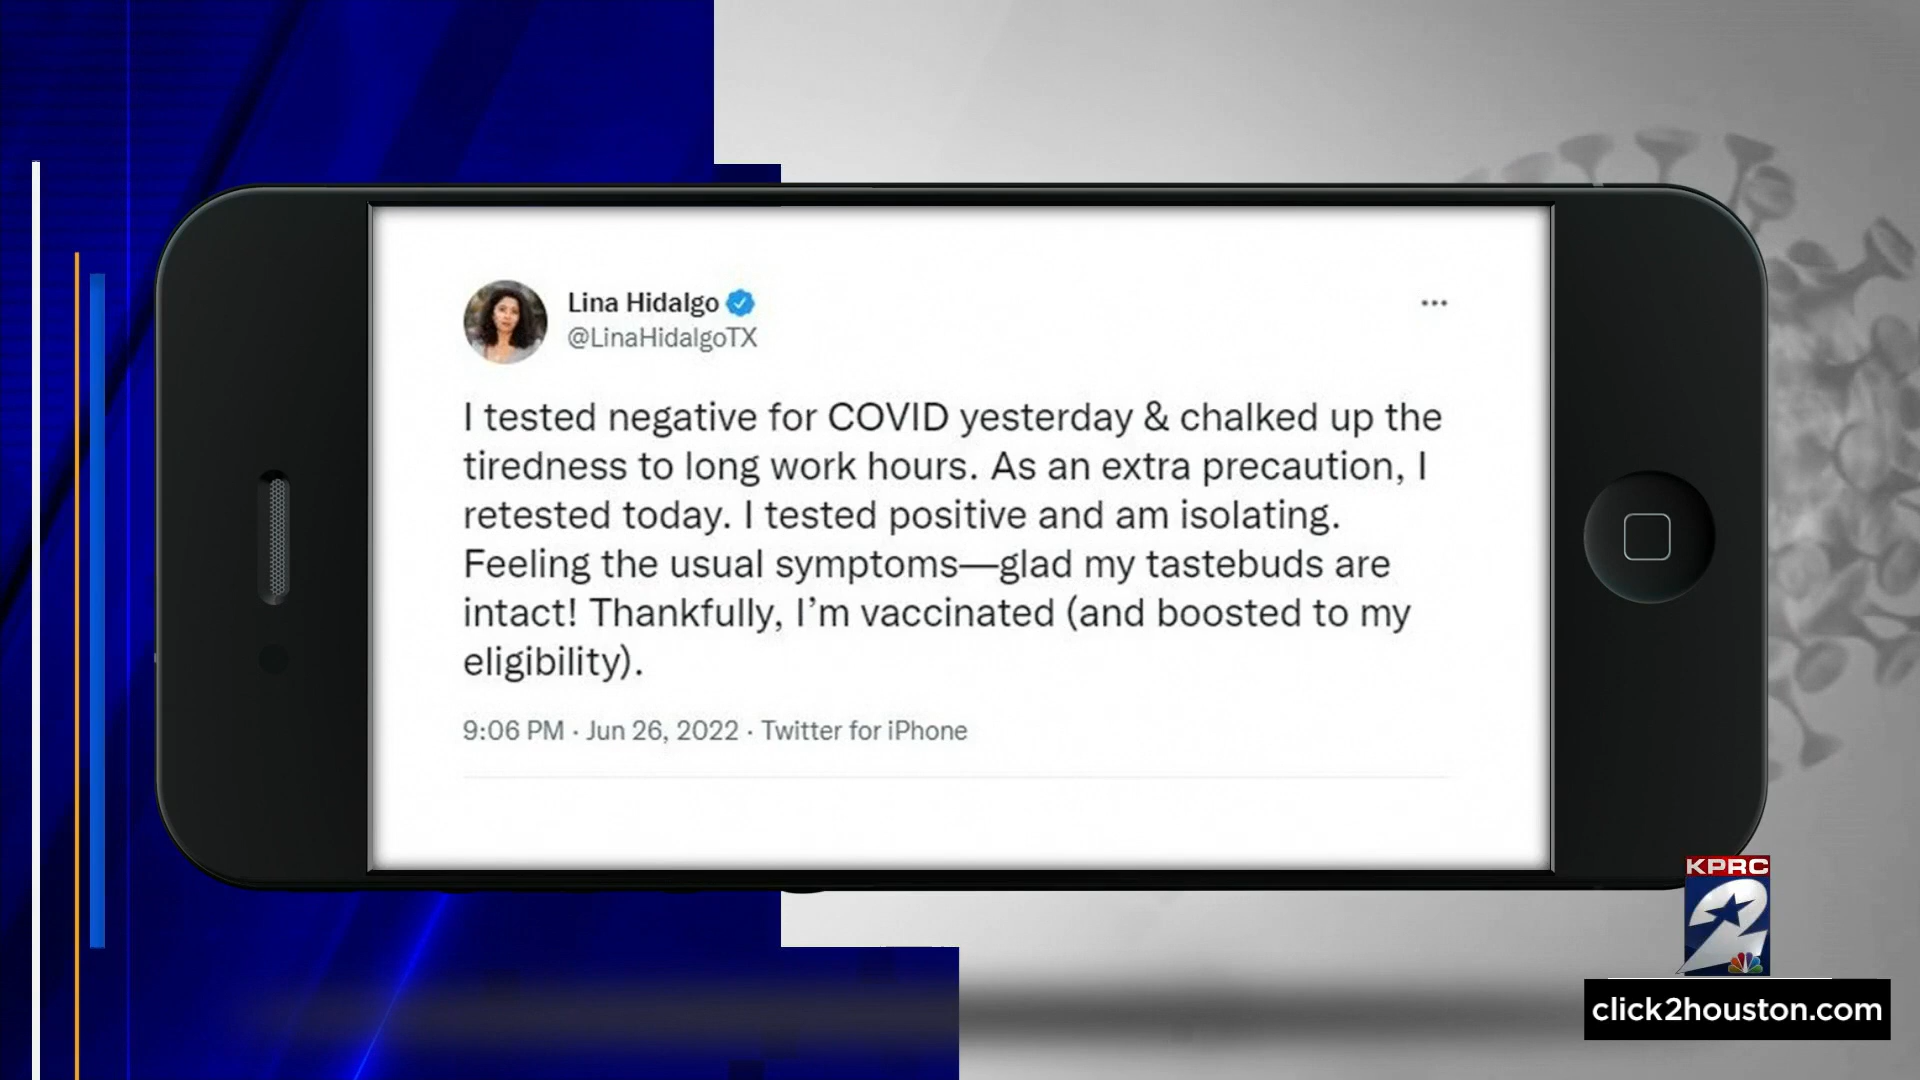 Lina Hidalgo
@LinaHidalgoTX
I tested negative for COVID yesterday & chalked up the
tiredness to long work hours. As an extra precaution, I
retested today. I tested positive and am isolating.
Feeling the usual symptoms—glad my tastebuds are
intact! Thankfully, I’m vaccinated (and boosted to my
eligibility).
9:06 PM · Jun 26, 2022 · Twitter for iPhone
KPRC
2
click2houston.com